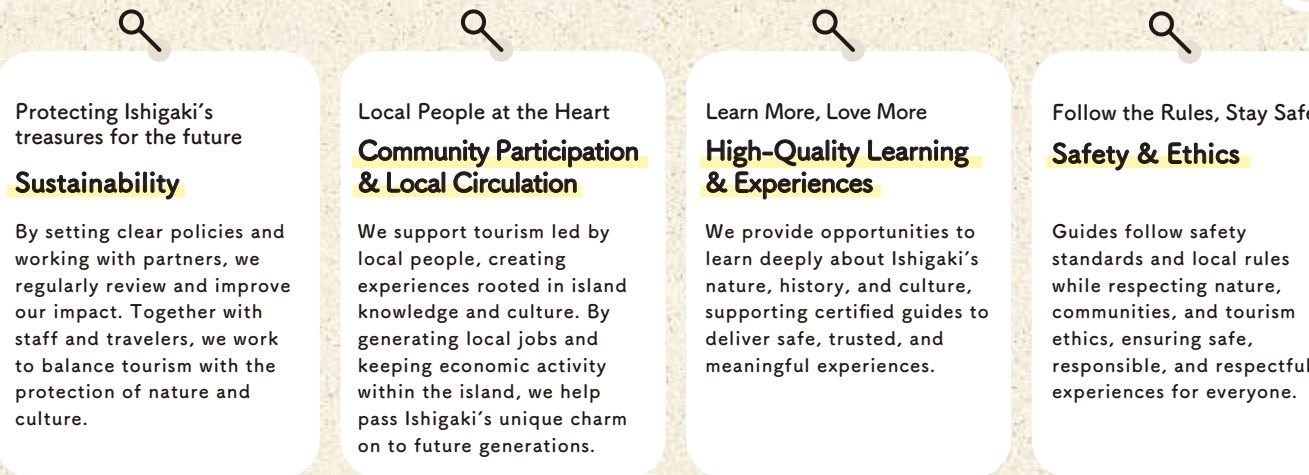 Protecting Ishigaki's
treasures for the future
Sustainability
By setting clear policies and
working with partners, we
regularly review and improve
our impact. Together with
staff and travelers, we work
to balance tourism with the
protection of nature and
culture.
Local People at the Heart
Community Participation
& Local Circulation
We support tourism led by
local people, creating
experiences rooted in island
knowledge and culture. By
generating local jobs and
keeping economic activity
within the island, we help
pass Ishigaki's unique charm
on to future generations.
Learn More, Love More
High-Quality Learning
& Experiences
We provide opportunities to
learn deeply about Ishigaki's
nature, history, and culture,
supporting certified guides to
deliver safe, trusted, and
meaningful experiences.
Follow the Rules, Stay Safe
Safety & Ethics
Guides follow safety
standards and local rules
while respecting nature,
communities, and tourism
ethics, ensuring safe,
responsible, and respectful
experiences for everyone.